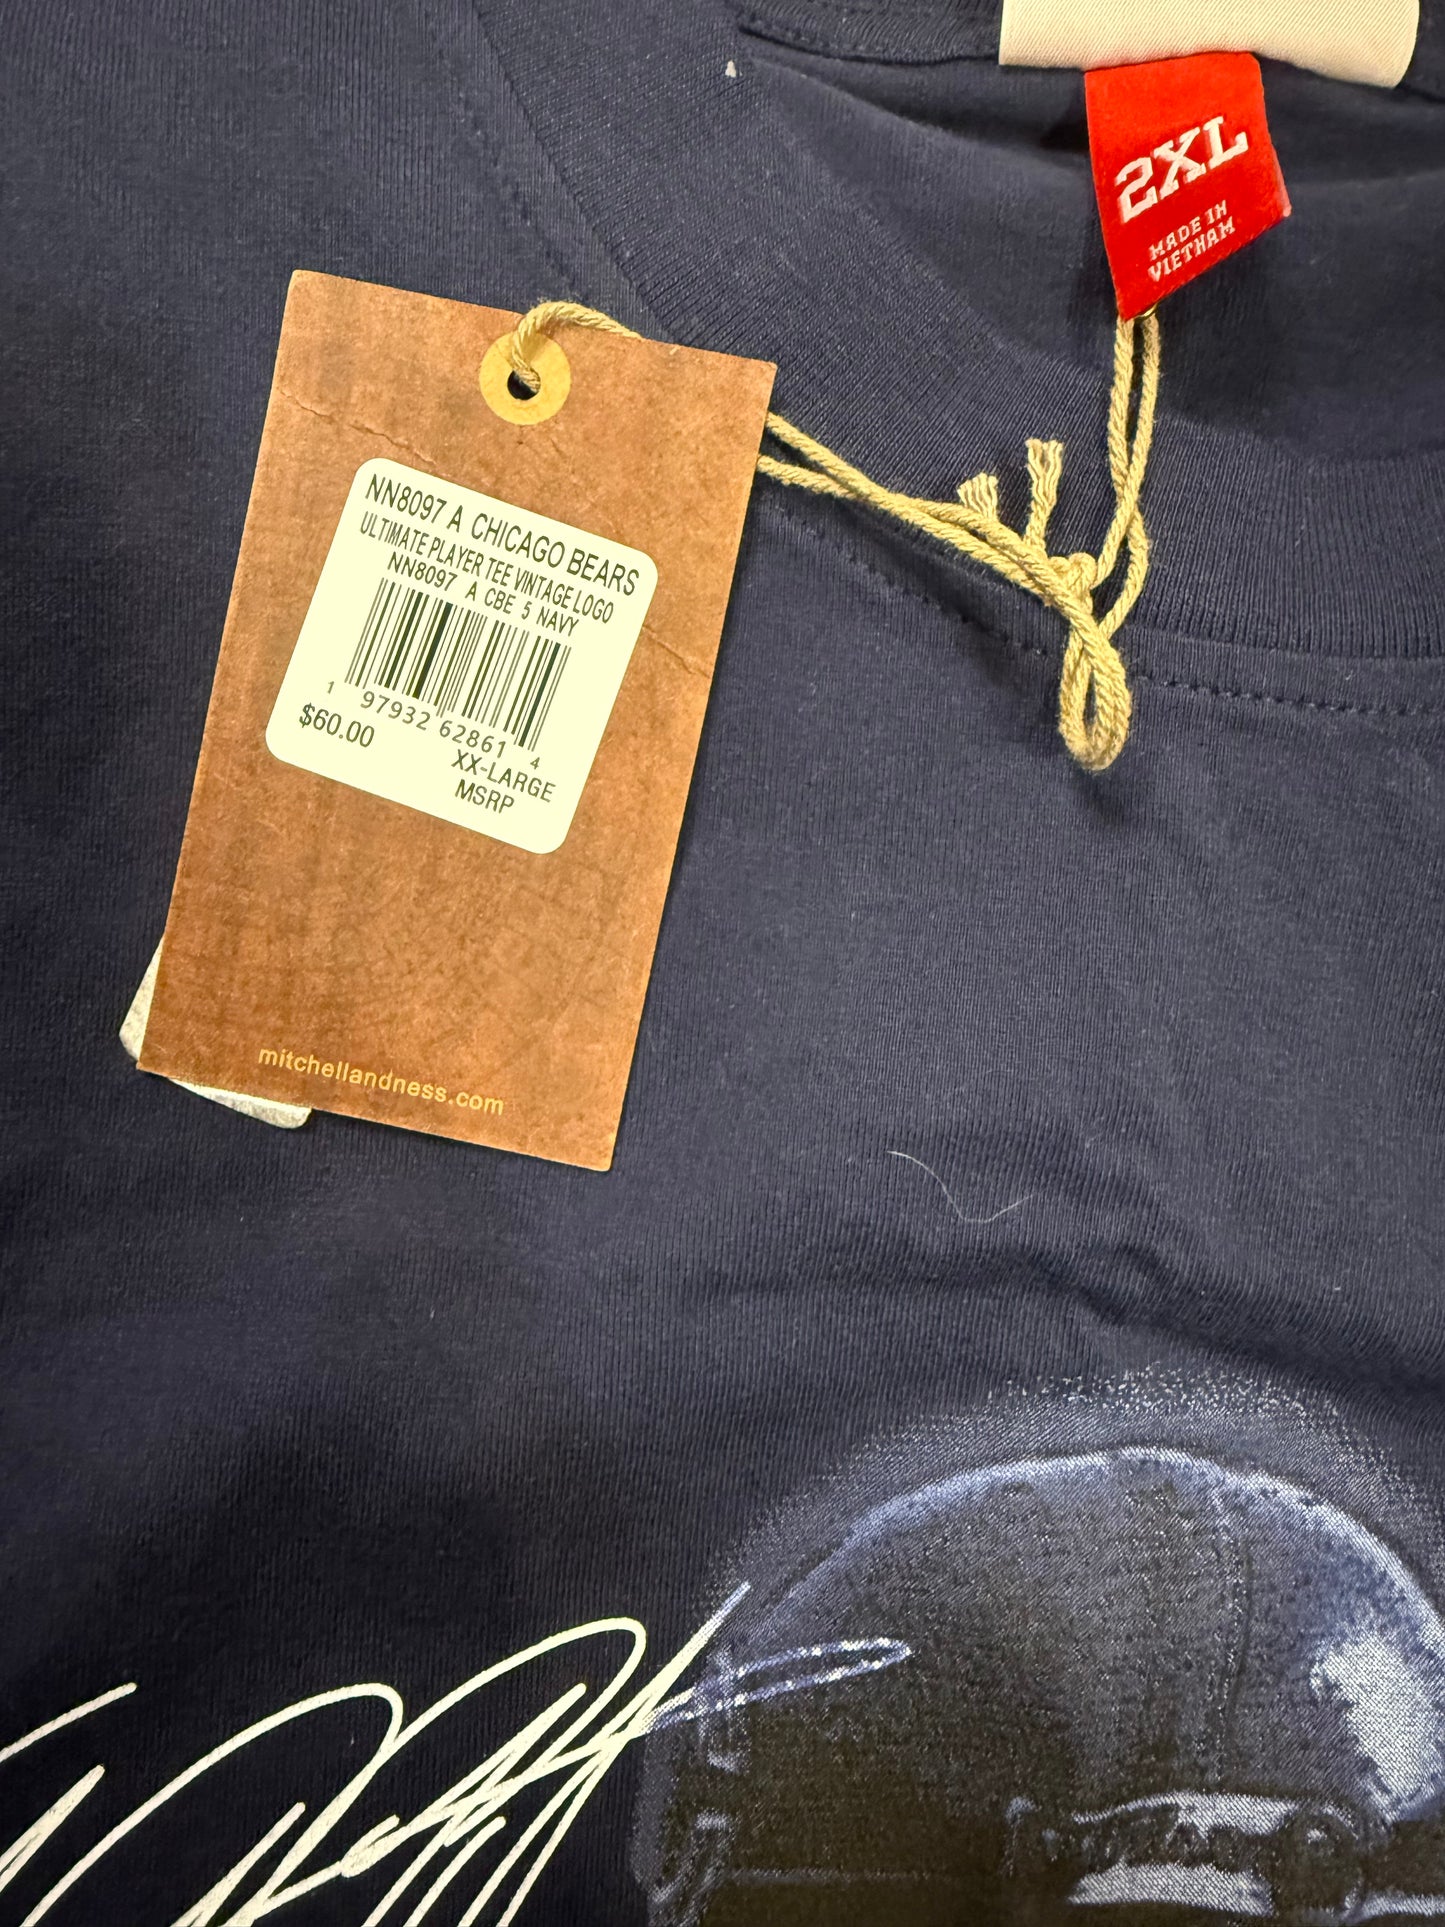 2XL
MADE IN
VIETNAM
NN8097 A CHICAGO BEARS
ULTIMATE PLAYER TEE VINTAGE LOGO
NN8097 A CBE 5 NAVY
1 97932 62861 4
$60.00
XX-LARGE
MSRP
mitchellandness.com